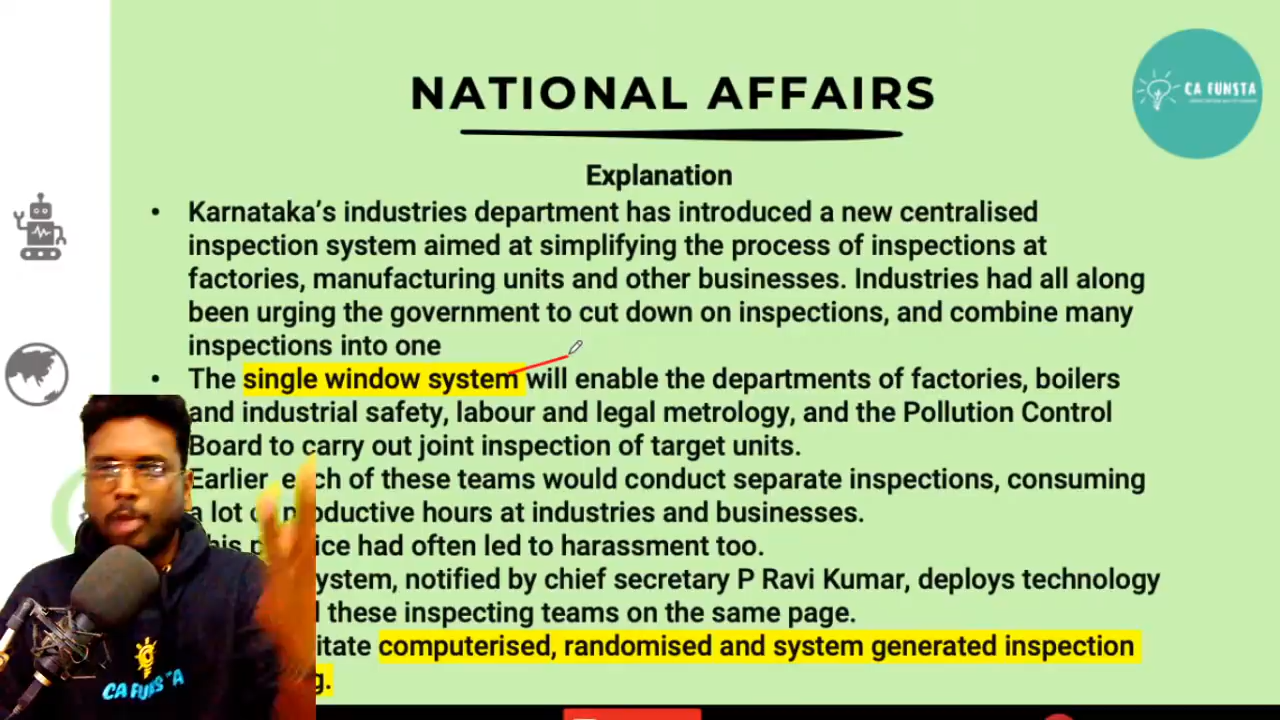 NATIONAL AFFAIRS
CA FUNSTA
Explanation
• Karnataka's industries department has introduced a new centralised
inspection system aimed at simplifying the process of inspections at
factories, manufacturing units and other businesses. Industries had all along
been urging the government to cut down on inspections, and combine many
inspections into one
• The single window system will enable the departments of factories, boilers
and industrial safety, labour and legal metrology, and the Pollution Control
Board to carry out joint inspection of target units.
Earlier, each of these teams would conduct separate inspections, consuming
a lot of productive hours at industries and businesses.
had often led to harassment too.
system, notified by chief secretary P Ravi Kumar, deploys technology
these inspecting teams on the same page.
computerised, randomised and system generated inspection
CA FUNSTA